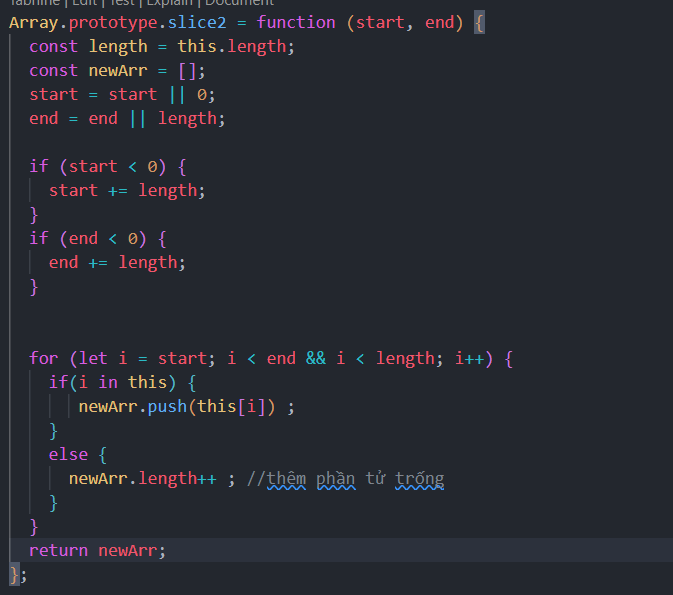 Tabnine | Edit | Test | Explain | Document
Array.prototype.slice2 = function (start, end) {
const length = this.length;
const newArr = [];
start = start || 0;
end = end || length;
if (start < 0) {
start += length;
}
if (end < 0) {
end += length;
}
for (let i = start; i < end && i < length; i++) {
if(i in this) {
newArr.push(this[i]) ;
}
else {
newArr.length++ ; //thêm phần tử trống
}
}
return newArr;
};